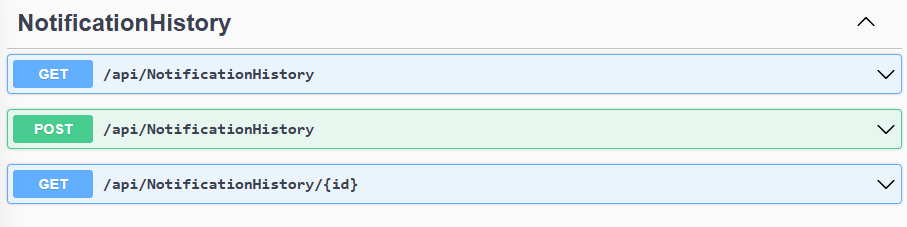 NotificationHistory
GET /api/NotificationHistory
POST /api/NotificationHistory
GET /api/NotificationHistory/{id}